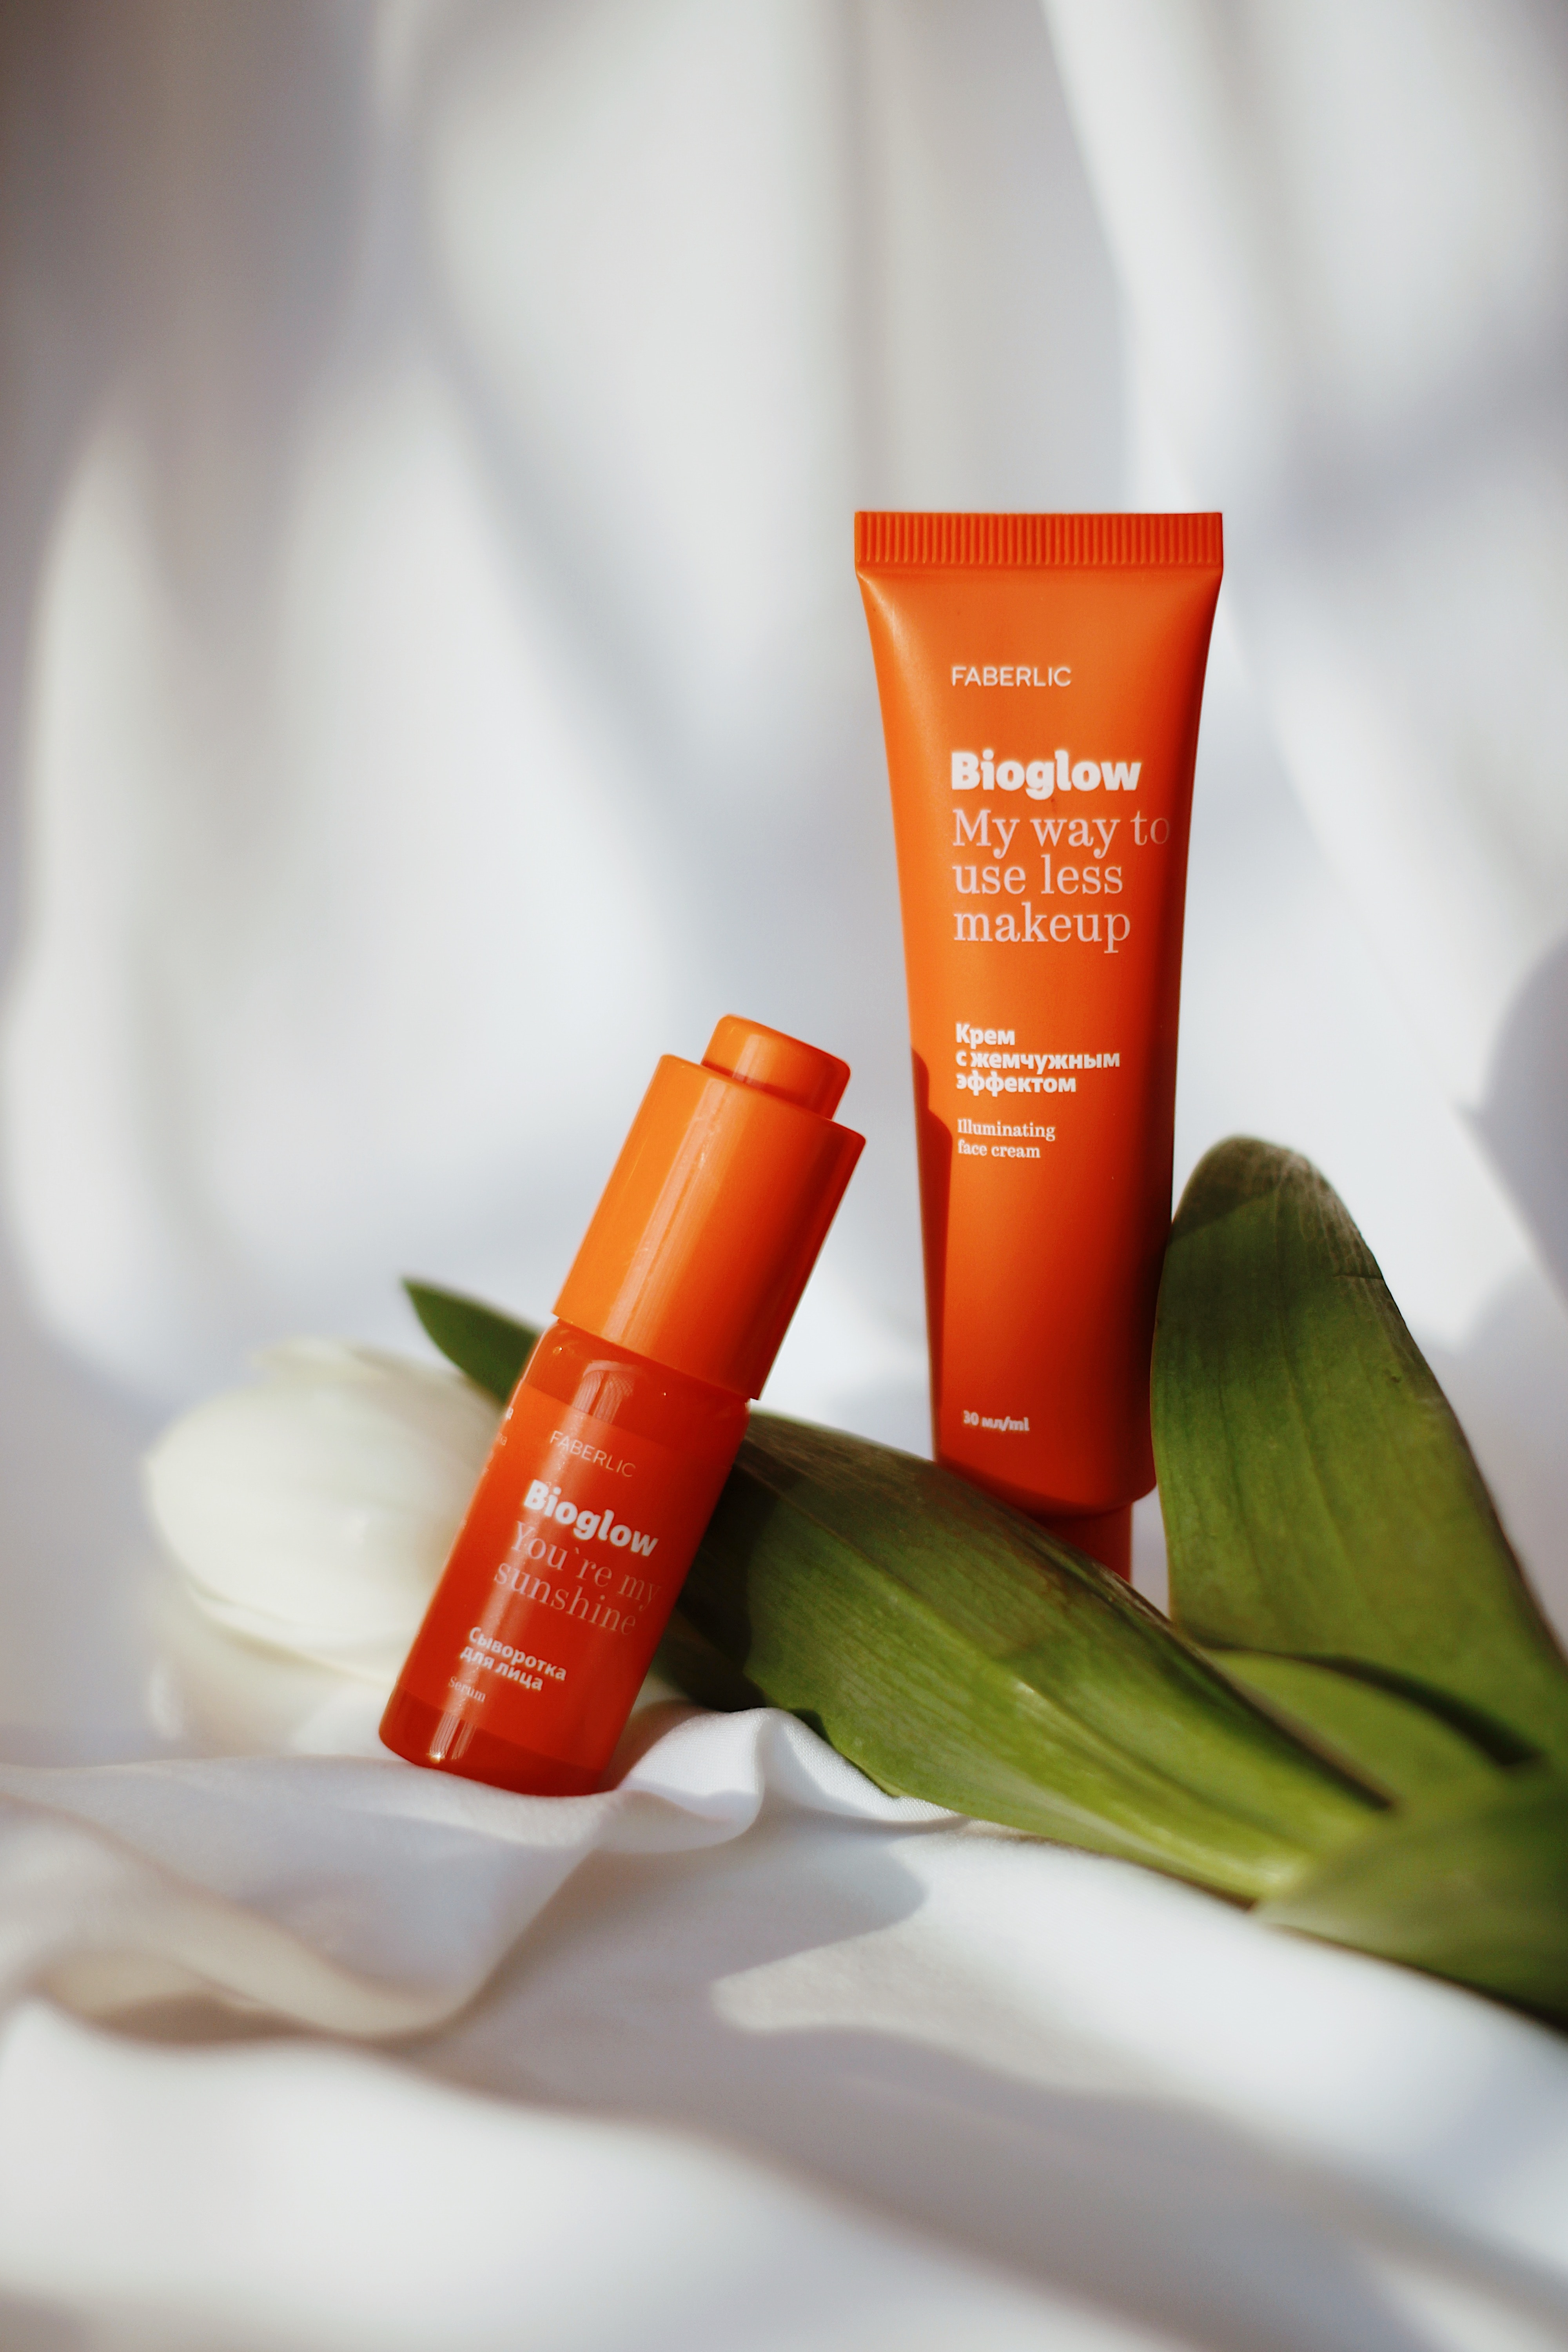 FABERLIC
Bioglow
My way to
use less
makeup
Крем
с жемчужным
эффектом
Illuminating
face cream
30 мл/ml
FABERLIC
Bioglow
You`re my
sunshine
Сыворотка
для лица
Serum